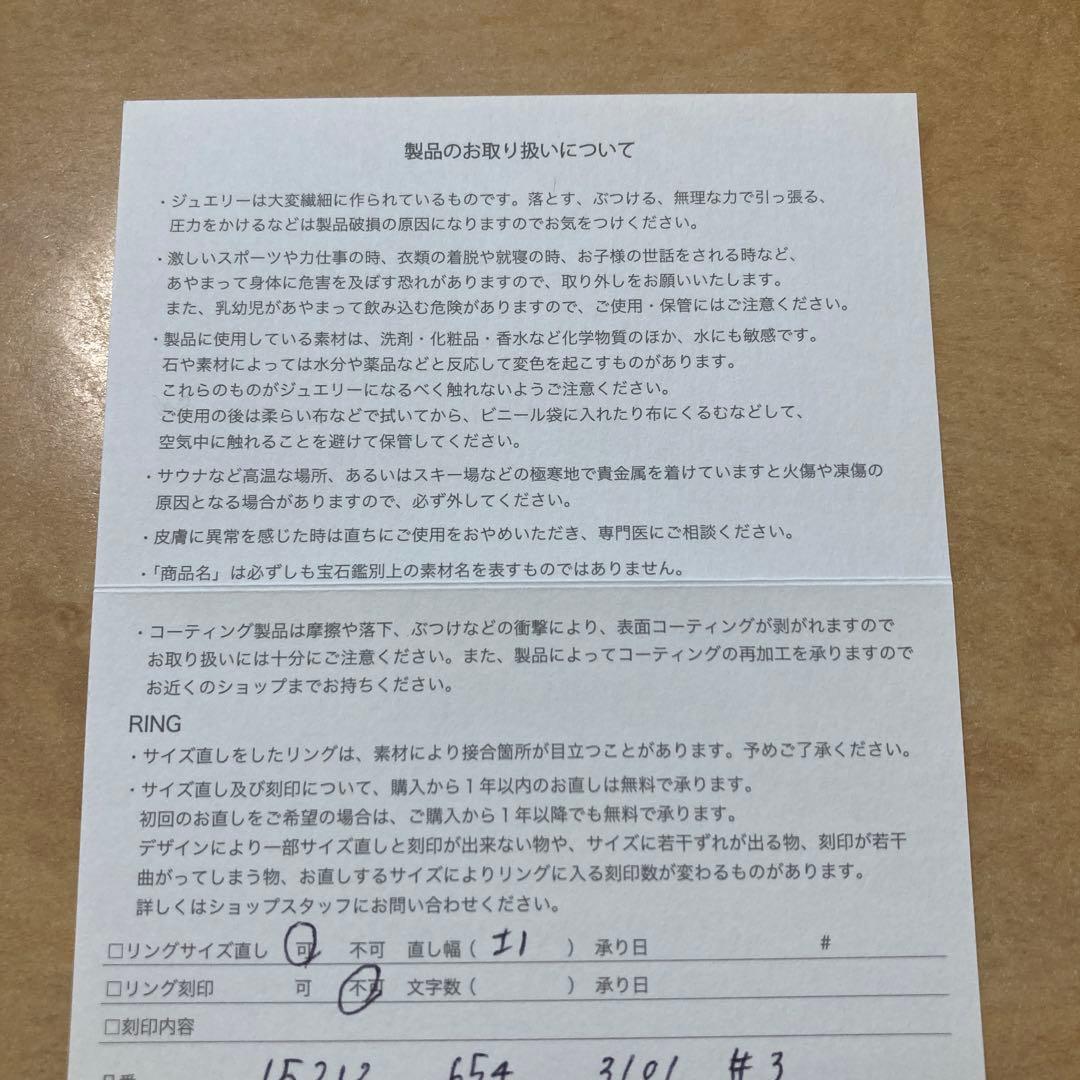 製品のお取り扱いについて
・ジュエリーは大変繊細に作られているものです。落とす、ぶつける、無理な力で引っ張る、
圧力をかけるなどは製品破損の原因になりますのでお気をつけください。
・激しいスポーツや力仕事の時、衣類の着脱や就寝の時、お子様の世話をされる時など、
あやまって身体に危害を及ぼす恐れがありますので、取り外しをお願いいたします。
また、乳幼児があやまって飲み込む危険がありますので、ご使用・保管にはご注意ください。
・製品に使用している素材は、洗剤・化粧品・香水など化学物質のほか、水にも敏感です。
石や素材によっては水分や薬品などと反応して変色を起こすものがあります。
これらのものがジュエリーになるべく触れないようご注意ください。
ご使用の後は柔らい布などで拭いてから、ビニール袋に入れたり布にくるむなどして、
空気中に触れることを避けて保管してください。
・サウナなど高温な場所、あるいはスキー場などの極寒地で貴金属を着けていますと火傷や凍傷の
原因となる場合がありますので、必ず外してください。
・皮膚に異常を感じた時は直ちにご使用をおやめいただき、専門医にご相談ください。
・「商品名」は必ずしも宝石鑑別上の素材名を表すものではありません。
・コーティング製品は摩擦や落下、ぶつけなどの衝撃により、表面コーティングが剥がれますので
お取り扱いには十分にご注意ください。また、製品によってコーティングの再加工を承りますので
お近くのショップまでお持ちください。
RING
・サイズ直しをしたリングは、素材により接合箇所が目立つことがあります。予めご了承ください。
・サイズ直し及び刻印について、購入から1年以内のお直しは無料で承ります。
初回のお直しをご希望の場合は、ご購入から1年以降でも無料で承ります。
デザインにより一部サイズ直しと刻印が出来ない物や、サイズに若干ずれが出る物、刻印が若干
曲がってしまう物、お直しするサイズによりリングに入る刻印数が変わるものがあります。
詳しくはショップスタッフにお問い合わせください。
□リングサイズ直し 可 不可 直し幅( ±1 ) 承り日 #
□リング刻印 可 不可 文字数( ) 承り日
□刻印内容
15212 654 3101 #3